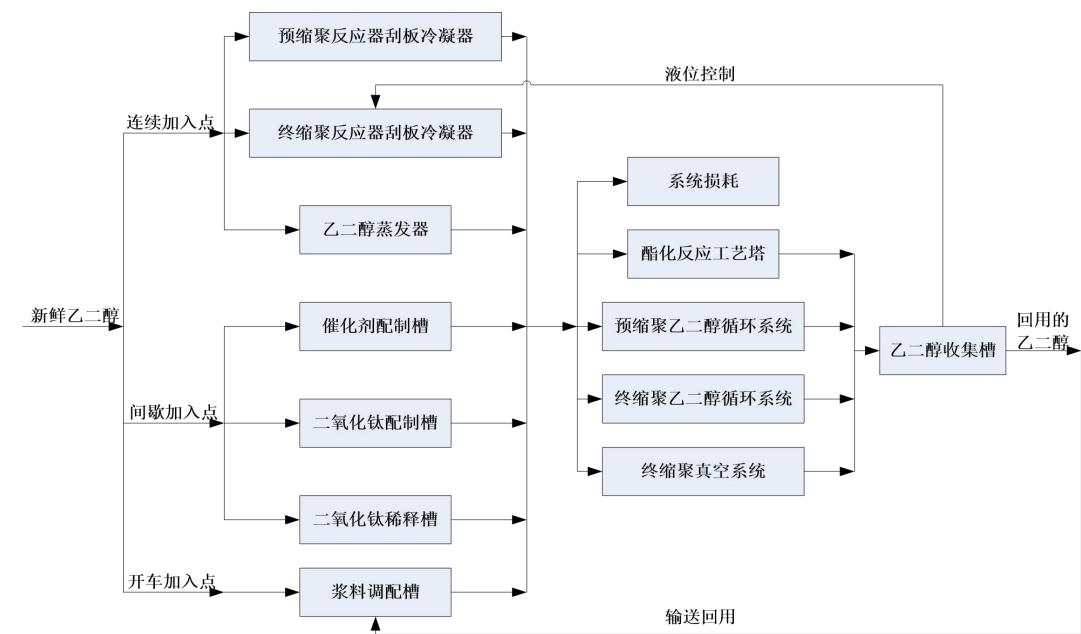 预缩聚反应器刮板冷凝器
液位控制
连续加入点
终缩聚反应器刮板冷凝器
系统损耗
乙二醇蒸发器
酯化反应工艺塔
新鲜乙二醇
催化剂配制槽
预缩聚乙二醇循环系统
乙二醇收集槽
回用的
乙二醇
间歇加入点
二氧化钛配制槽
终缩聚乙二醇循环系统
终缩聚真空系统
二氧化钛稀释槽
开车加入点
浆料调配槽
输送回用